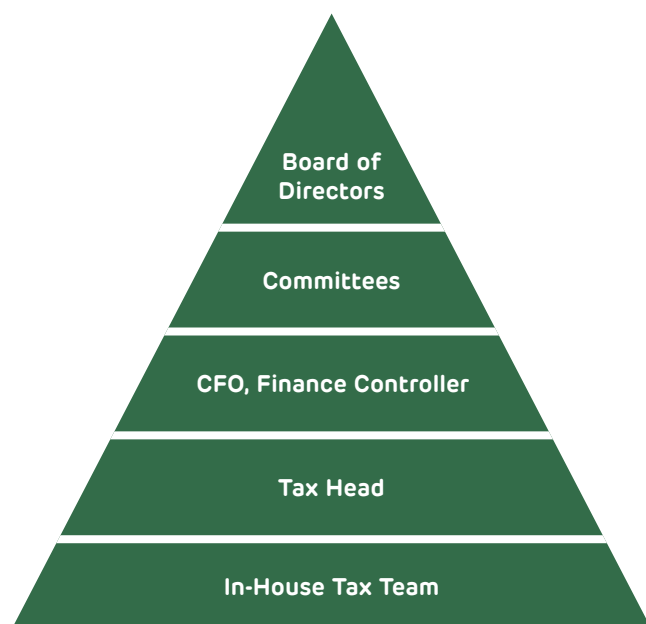 Board of
Directors
Committees
CFO, Finance Controller
Tax Head
In-House Tax Team